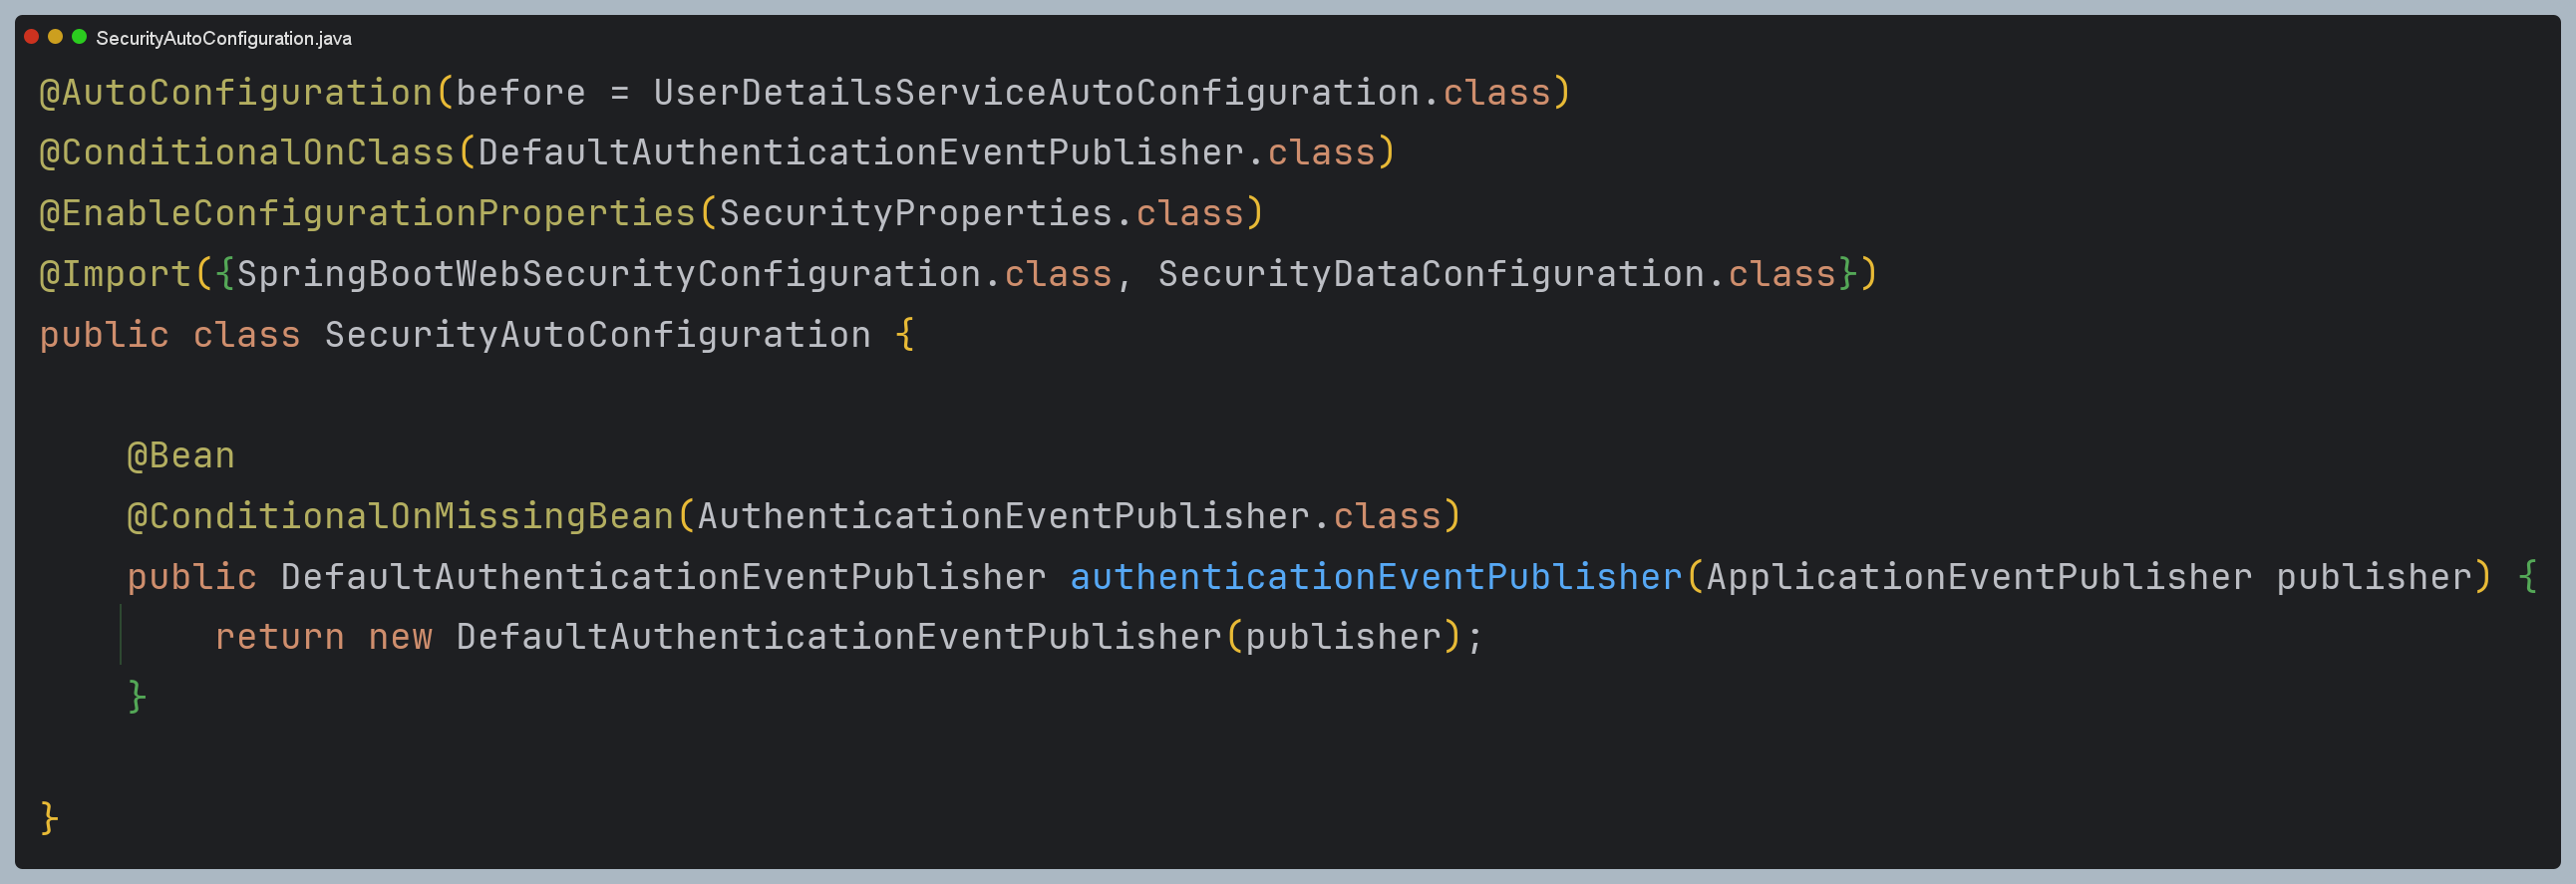 SecurityAutoConfiguration.java
@AutoConfiguration(before = UserDetailsServiceAutoConfiguration.class)
@ConditionalOnClass(DefaultAuthenticationEventPublisher.class)
@EnableConfigurationProperties(SecurityProperties.class)
@Import({SpringBootWebSecurityConfiguration.class, SecurityDataConfiguration.class})
public class SecurityAutoConfiguration {
    @Bean
    @ConditionalOnMissingBean(AuthenticationEventPublisher.class)
    public DefaultAuthenticationEventPublisher authenticationEventPublisher(ApplicationEventPublisher publisher) {
        return new DefaultAuthenticationEventPublisher(publisher);
    }
}